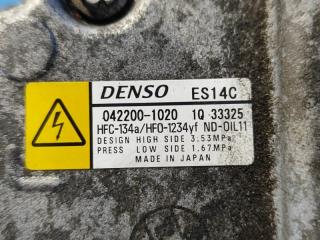 DENSO ES14C
042200-1020 1Q 33325
HFC-134a/HFO-1234yf ND-OIL11
DESIGN HIGH SIDE 3.53MPa
PRESS LOW SIDE 1.67MPa
MADE IN JAPAN